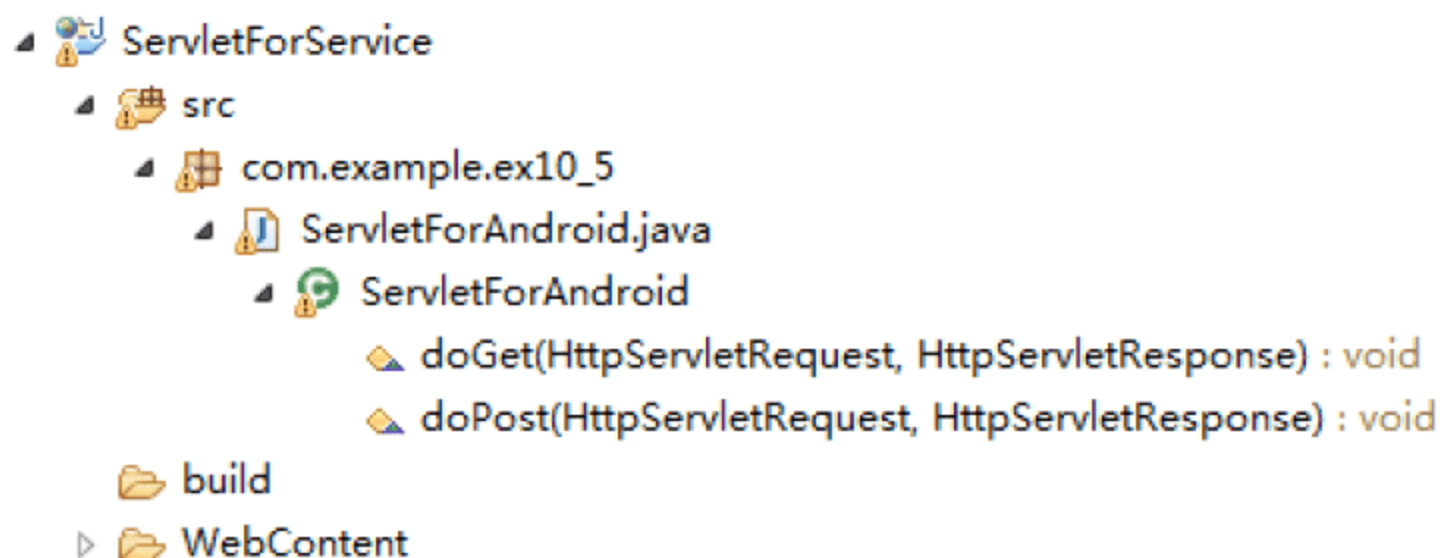 ServletForService
src
com.example.ex10_5
ServletForAndroid.java
ServletForAndroid
doGet(HttpServletRequest, HttpServletResponse) : void
doPost(HttpServletRequest, HttpServletResponse) : void
build
WebContent